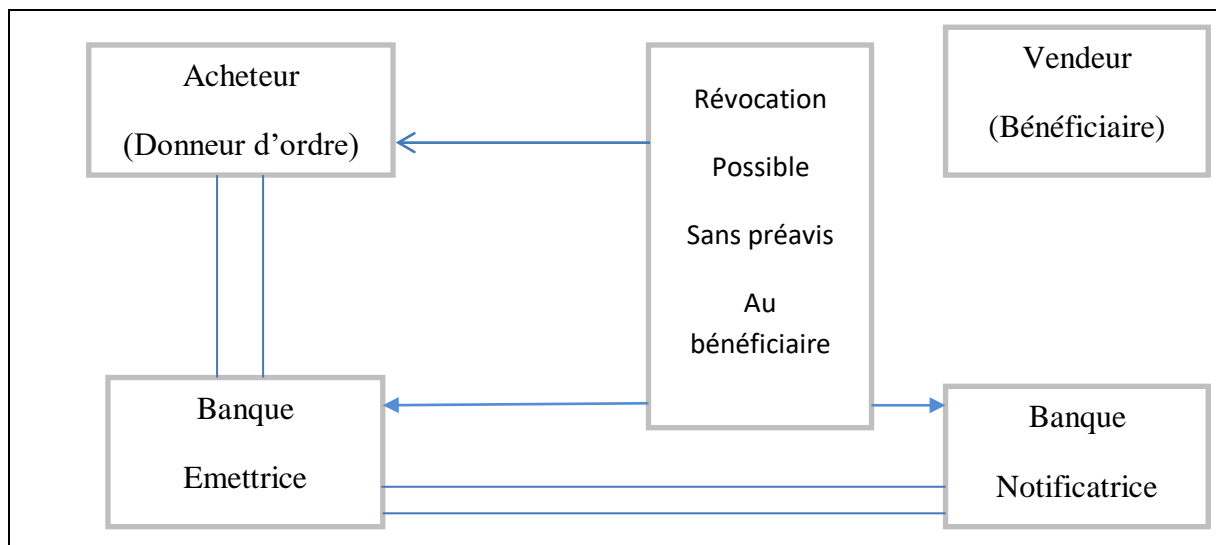 Acheteur
(Donneur d'ordre)
Révocation
Possible
Sans préavis
Au
bénéficiaire
Vendeur
(Bénéficiaire)
Banque
Emettrice
Banque
Notificatrice